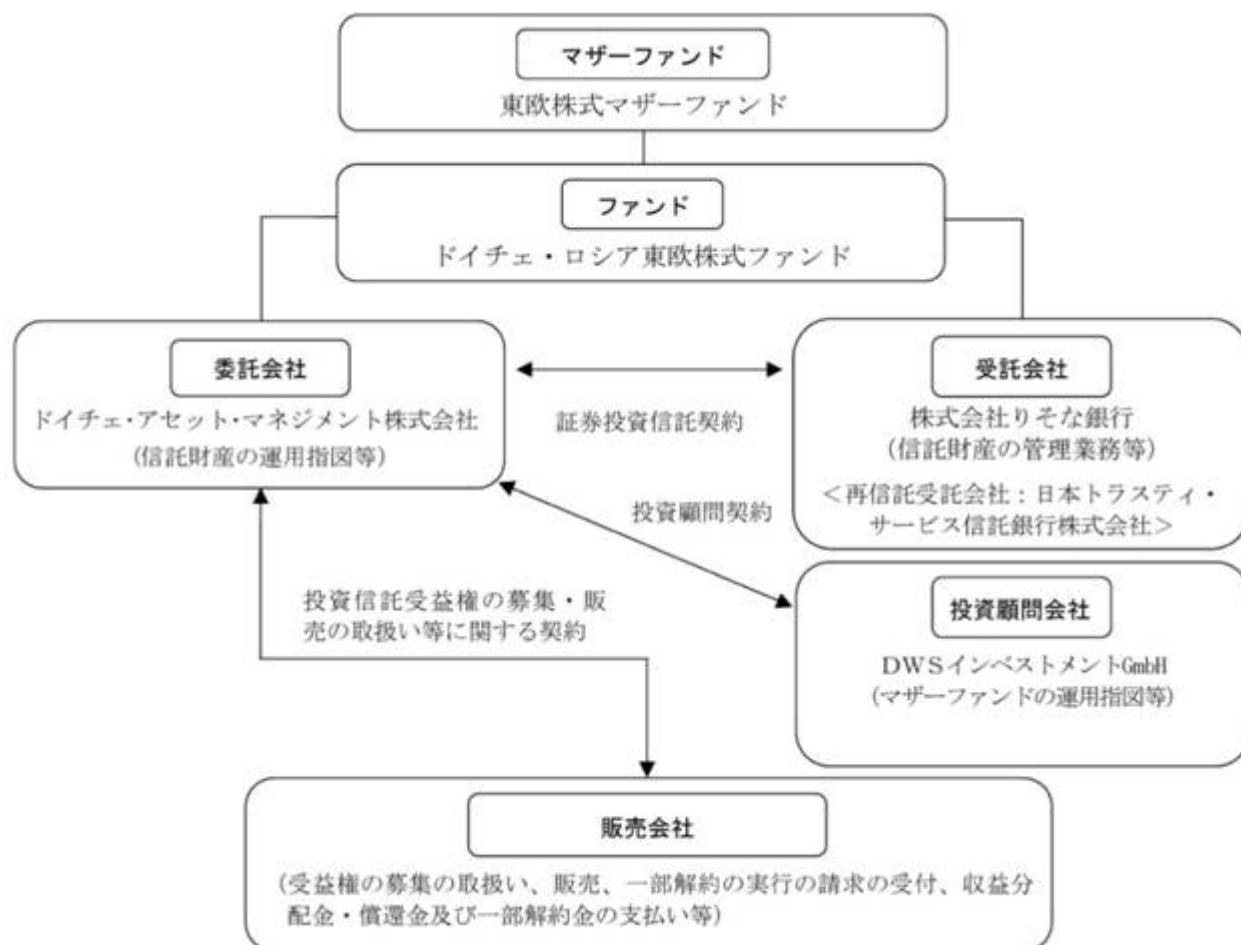 マザーファンド
東欧株式マザーファンド
ファンド
ドイチェ・ロシア東欧株式ファンド
委託会社
ドイチェ・アセット・マネジメント株式会社
(信託財産の運用指図等)
証券投資信託契約
受託会社
株式会社りそな銀行
(信託財産の管理業務等)
＜再信託受託会社：日本トラスティ・
サービス信託銀行株式会社＞
投資顧問契約
投資信託受益権の募集・販
売の取扱い等に関する契約
投資顧問会社
ＤＷＳインベストメントGmbH
(マザーファンドの運用指図等)
販売会社
(受益権の募集の取扱い、販売、一部解約の実行の請求の受付、収益分
配金・償還金及び一部解約金の支払い等)